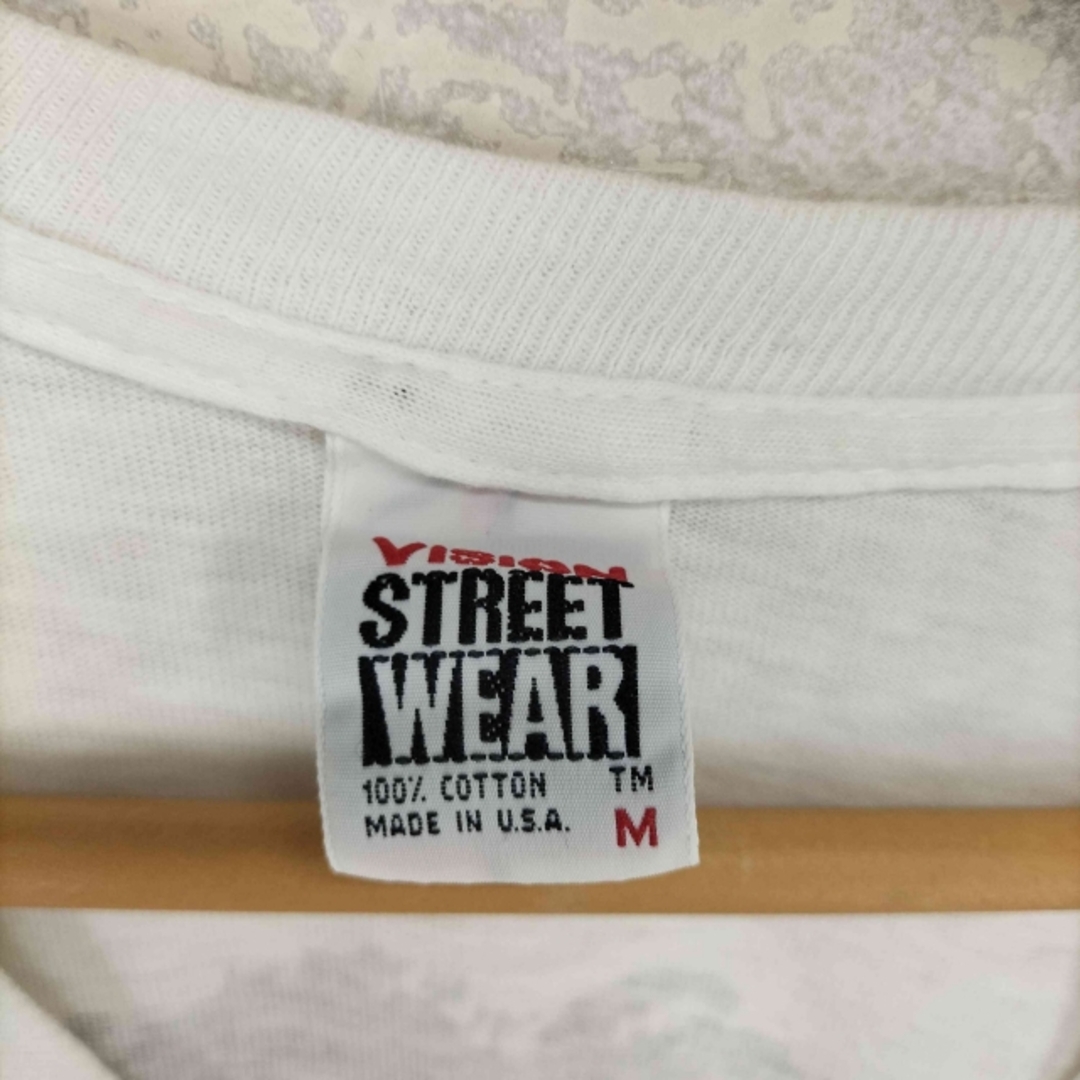 VISION
STREET
WEAR
100% COTTON TM
MADE IN U.S.A. M